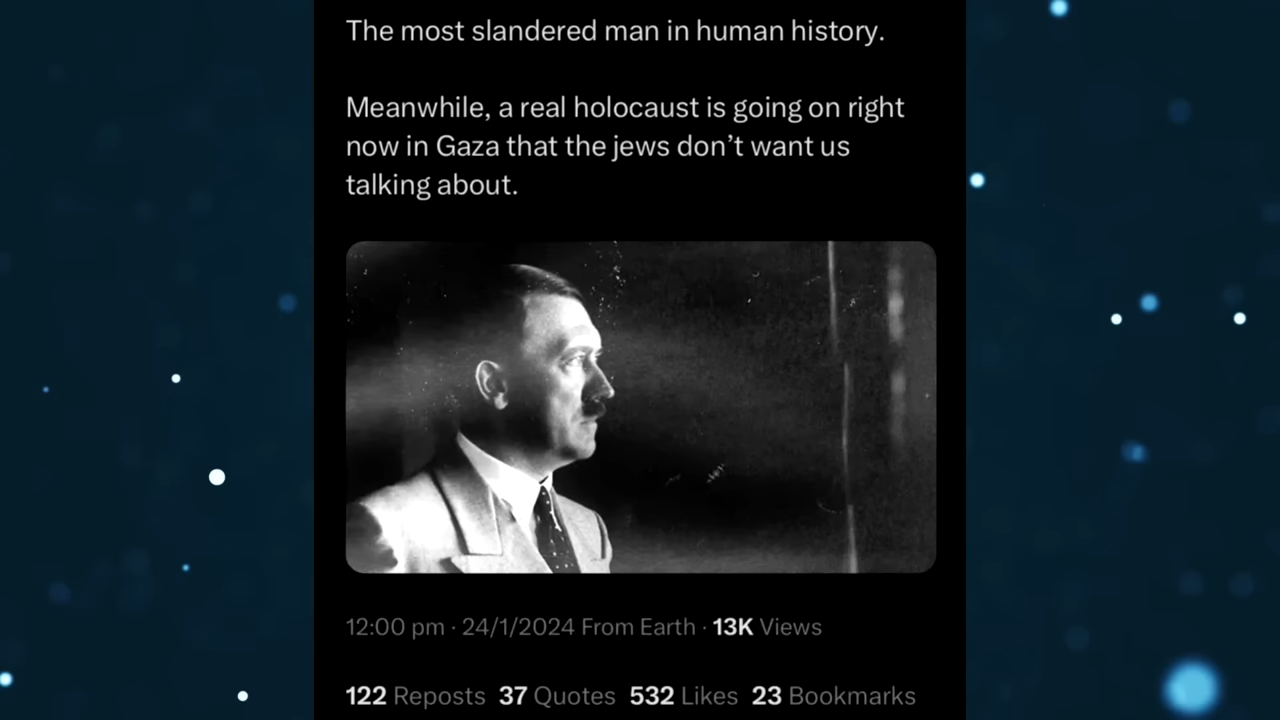 The most slandered man in human history.
Meanwhile, a real holocaust is going on right
now in Gaza that the jews don’t want us
talking about.
12:00 pm · 24/1/2024 From Earth · 13K Views
122 Reposts 37 Quotes 532 Likes 23 Bookmarks